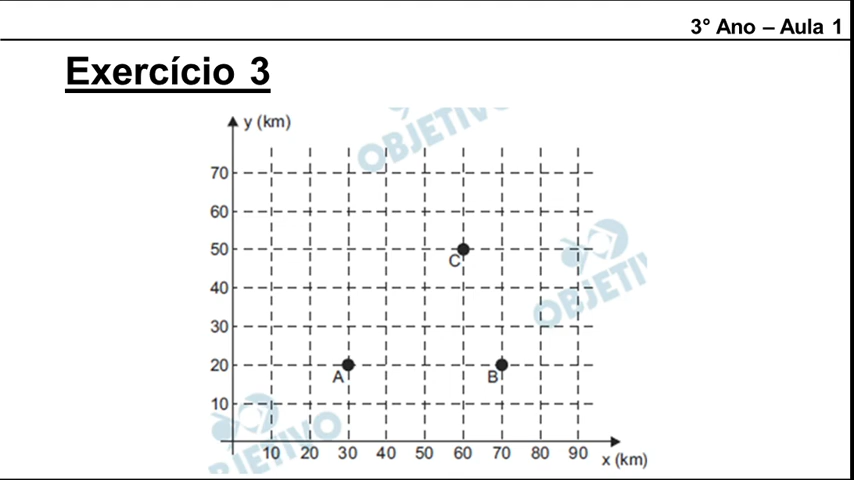 3° Ano – Aula 1
Exercício 3
y (km)
OBJETIVO
70
60
50
C
40
OBJETIVO
30
20
A
B
10
OBJETIVO
10 20 30 40 50 60 70 80 90 x (km)